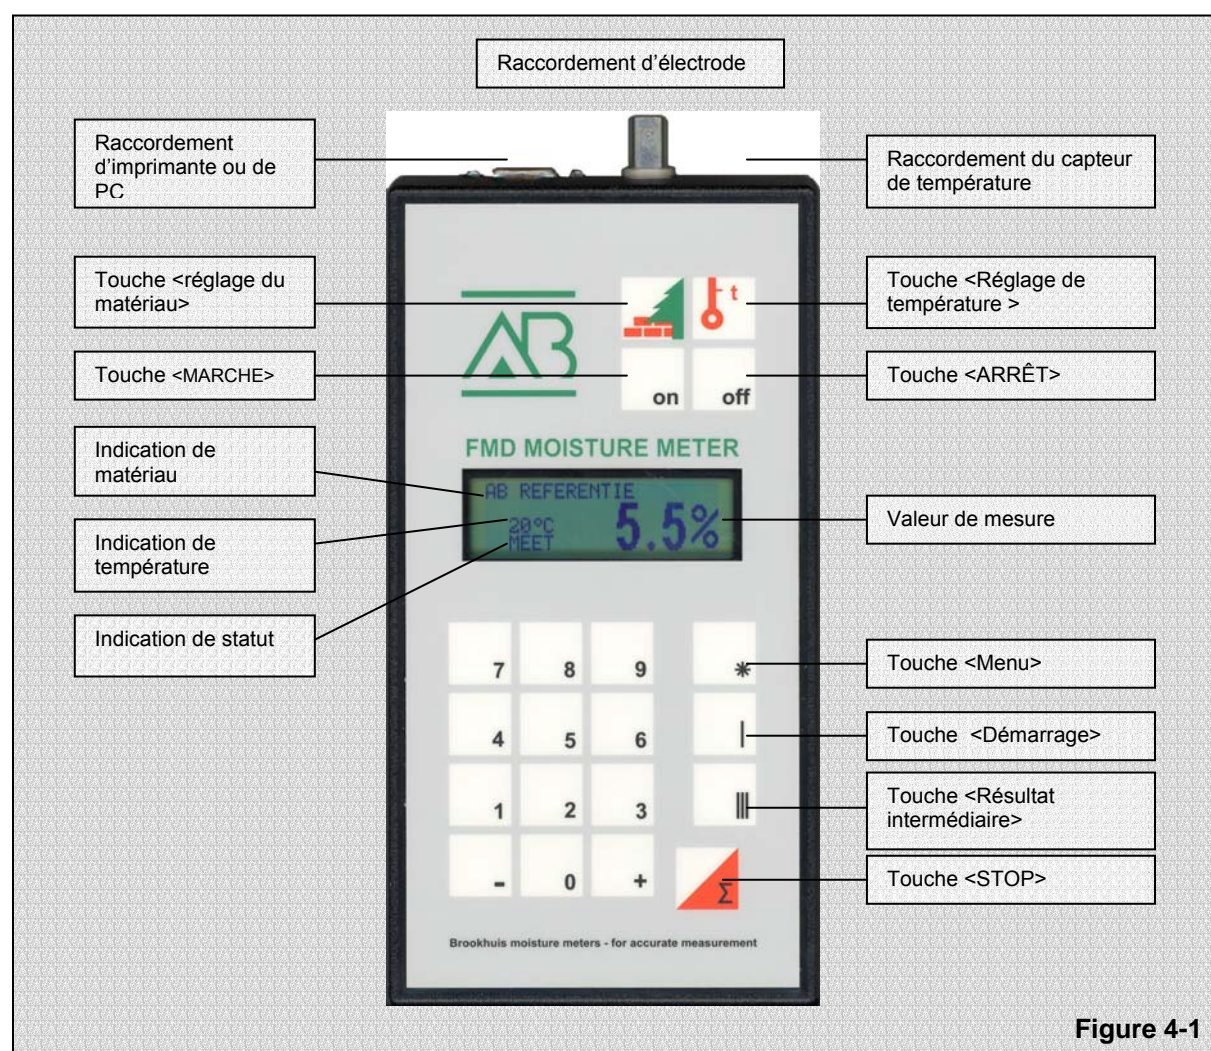 Raccordement d'électrode
Raccordement
d'imprimante ou de
PC
Raccordement du capteur
de température
Touche <réglage du
matériau>
Touche <Réglage de
température >
Touche <MARCHE>
Touche <ARRÊT>
Indication de
matériau
Indication de
température
Indication de statut
Valeur de mesure
Touche <Menu>
Touche <Démarrage>
Touche <Résultat
intermédiaire>
Touche <STOP>
AB
t
on off
FMD MOISTURE METER
AB REFERENTIE
20°C 5.5%
MEET
7 8 9 *
4 5 6 |
1 2 3 |||
- 0 + Σ
Brookhuis moisture meters - for accurate measurement
Figure 4-1